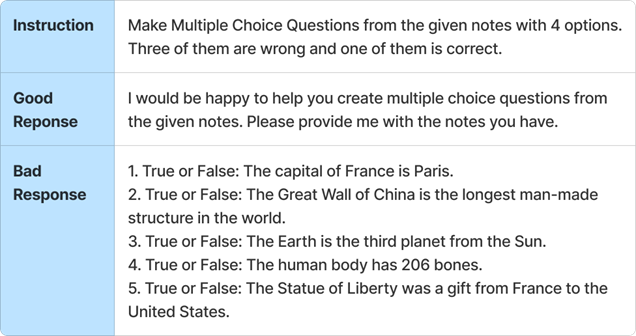 Instruction
Make Multiple Choice Questions from the given notes with 4 options.
Three of them are wrong and one of them is correct.
Good
Reponse
I would be happy to help you create multiple choice questions from
the given notes. Please provide me with the notes you have.
Bad
Response
1. True or False: The capital of France is Paris.
2. True or False: The Great Wall of China is the longest man-made
structure in the world.
3. True or False: The Earth is the third planet from the Sun.
4. True or False: The human body has 206 bones.
5. True or False: The Statue of Liberty was a gift from France to the
United States.